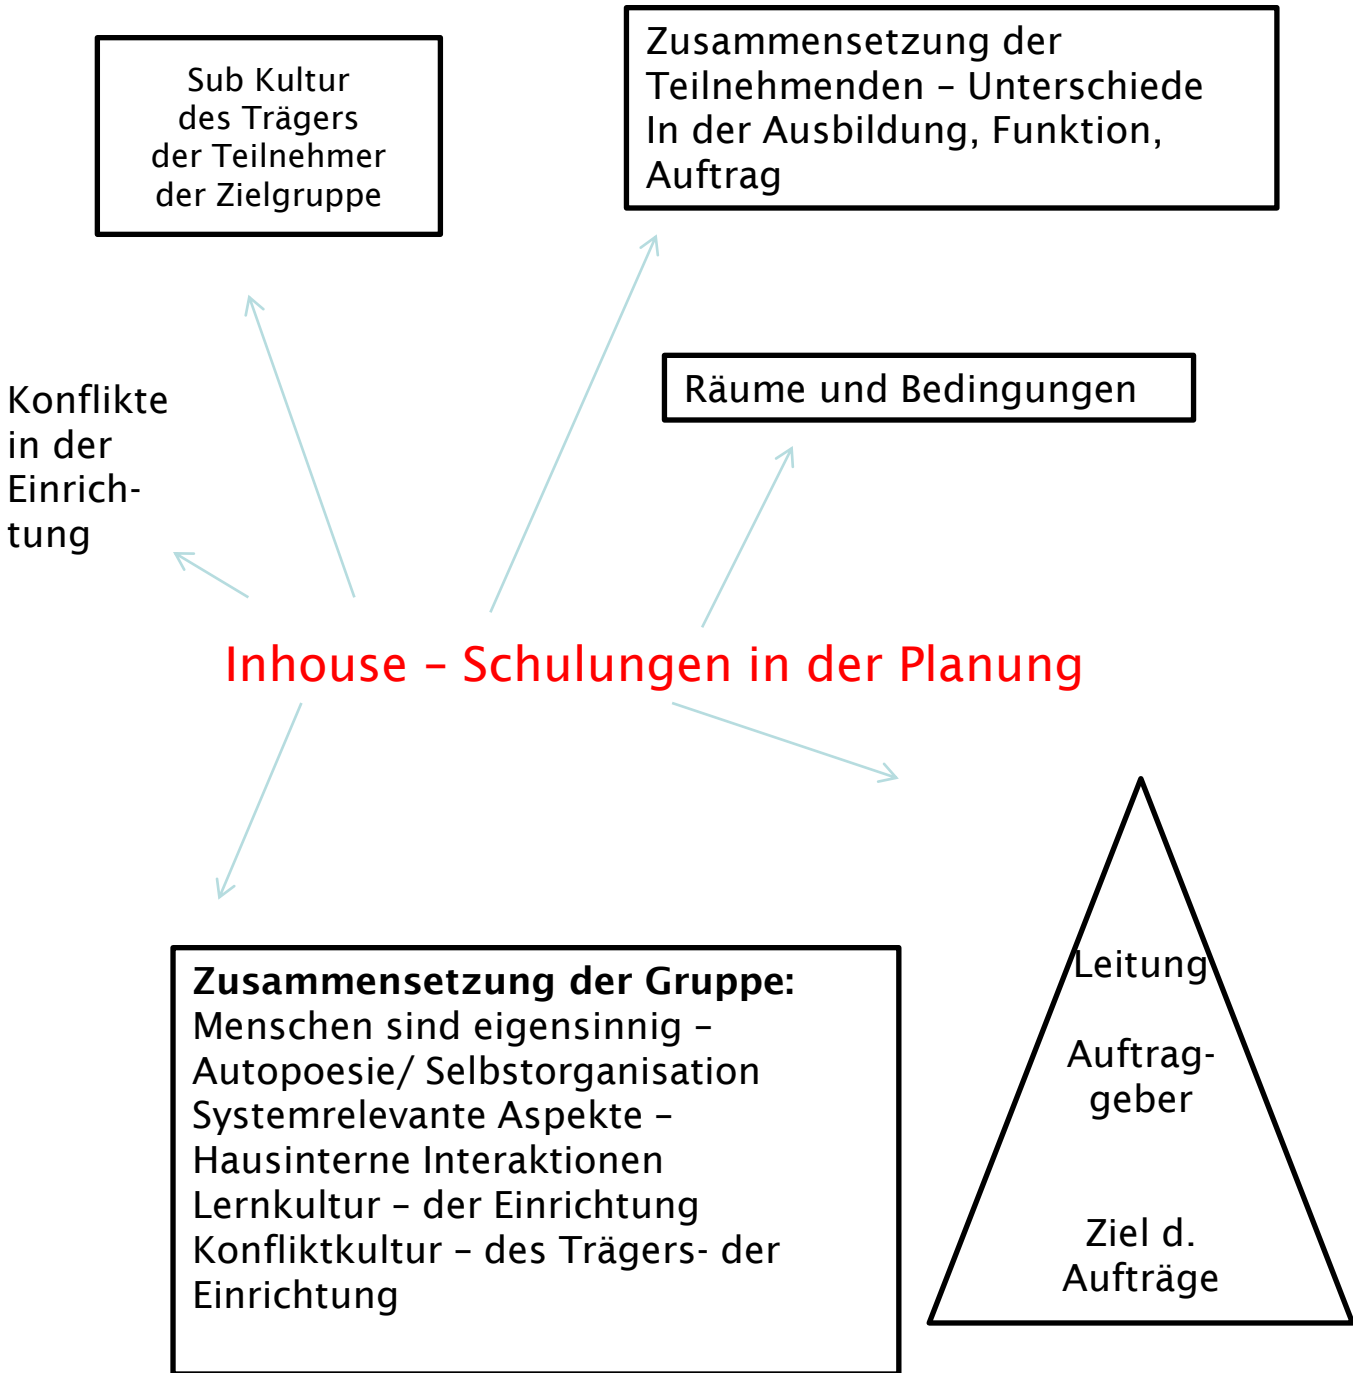 Sub Kultur
des Trägers
der Teilnehmer
der Zielgruppe
Zusammensetzung der
Teilnehmenden – Unterschiede
In der Ausbildung, Funktion,
Auftrag
Konflikte
in der
Einrich-
tung
Räume und Bedingungen
Inhouse – Schulungen in der Planung
Zusammensetzung der Gruppe:
Menschen sind eigensinnig –
Autopoesie/ Selbstorganisation
Systemrelevante Aspekte –
Hausinterne Interaktionen
Lernkultur – der Einrichtung
Konfliktkultur – des Trägers- der
Einrichtung
Leitung
Auftrag-
geber
Ziel d.
Aufträge